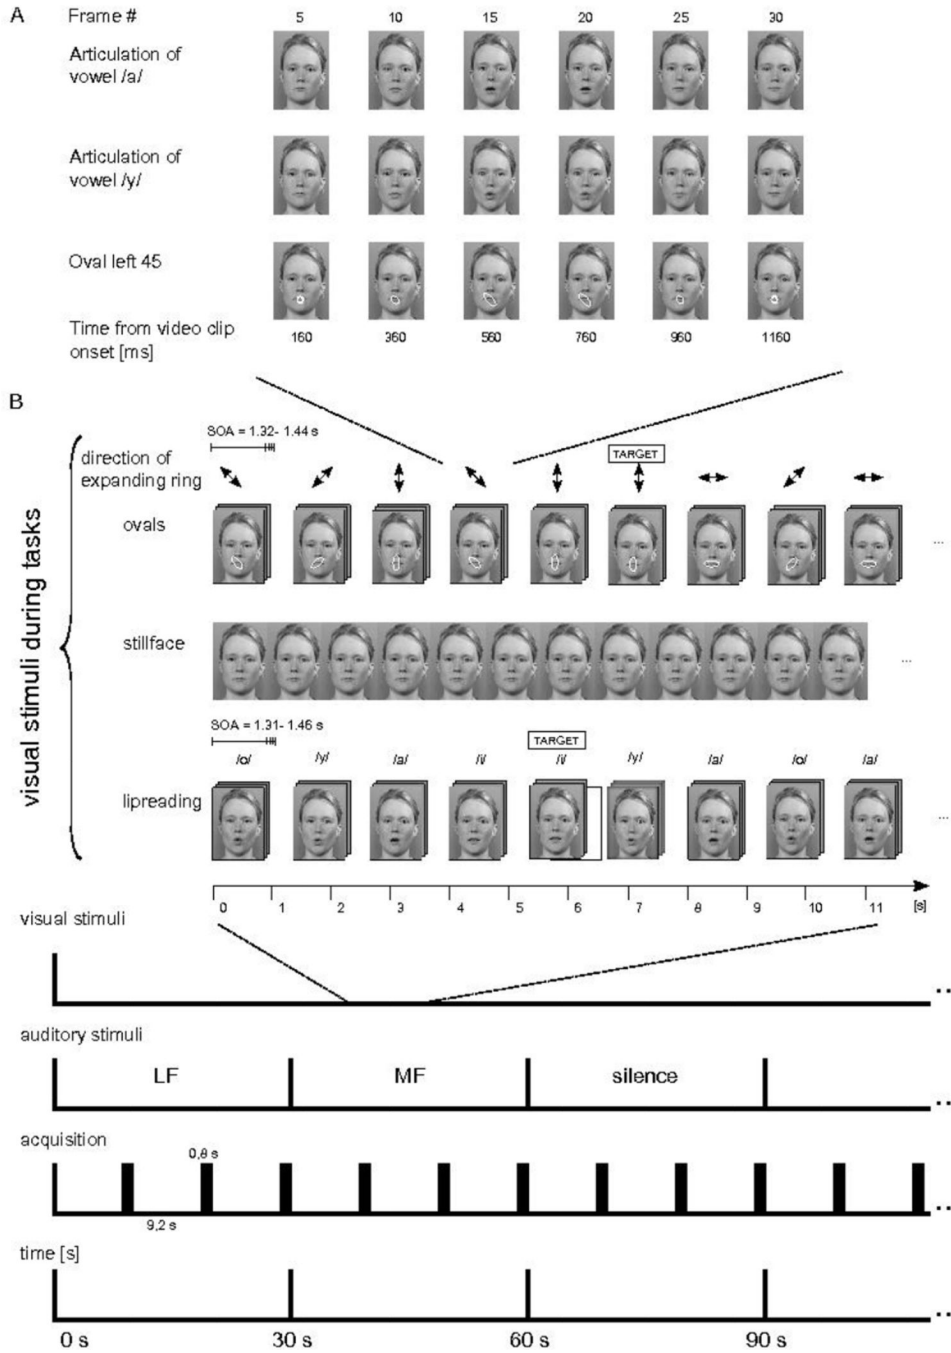 A
Frame #
5 10 15 20 25 30
Articulation of
vowel /a/
Articulation of
vowel /y/
Oval left 45
Time from video clip
onset [ms]
160 360 560 760 960 1160
B
visual stimuli during tasks
SOA = 1.32- 1.44 s
direction of
expanding ring
TARGET
ovals
...
stillface
...
SOA = 1.31- 1.46 s
TARGET
/o/ /y/ /a/ /i/ /i/ /y/ /a/ /o/ /a/
lipreading
...
0 1 2 3 4 5 6 7 8 9 10 11 [s]
visual stimuli
..
auditory stimuli
LF MF silence
..
acquisition
0,8 s
9,2 s
..
time [s]
..
0 s 30 s 60 s 90 s